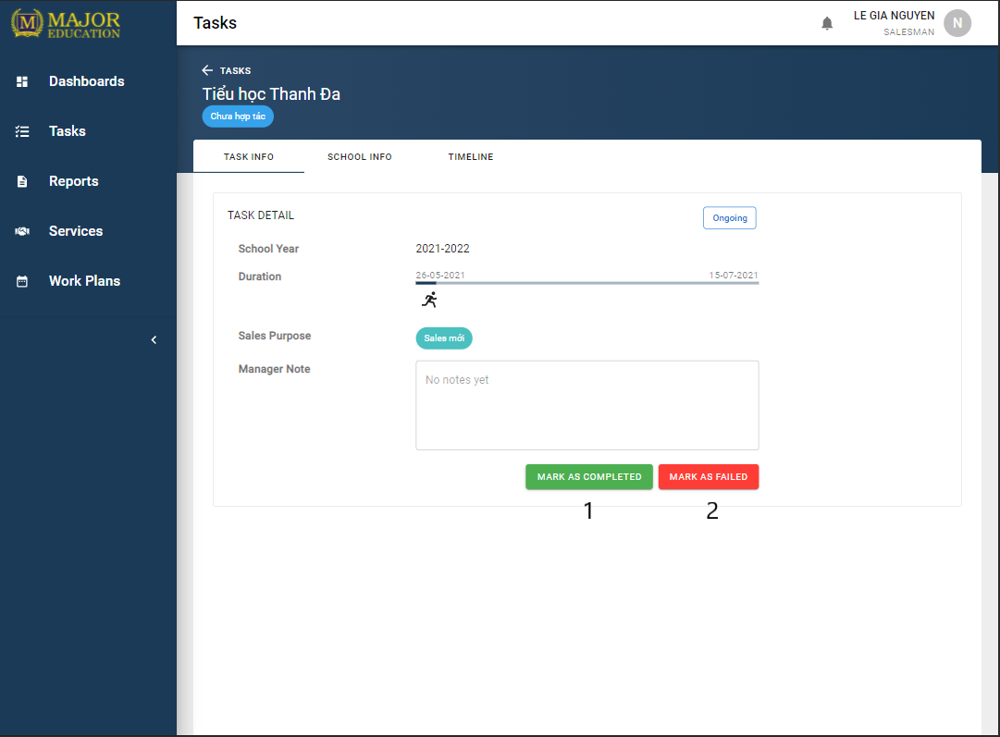 MAJOR
EDUCATION
Tasks
LE GIA NGUYEN
SALESMAN
N
Dashboards
Tasks
Reports
Services
Work Plans
TASKS
Tiểu học Thanh Đa
Chưa hợp tác
TASK INFO
SCHOOL INFO
TIMELINE
TASK DETAIL
Ongoing
School Year
2021-2022
Duration
26-05-2021
15-07-2021
Sales Purpose
Sales mới
Manager Note
No notes yet
MARK AS COMPLETED
MARK AS FAILED
1
2